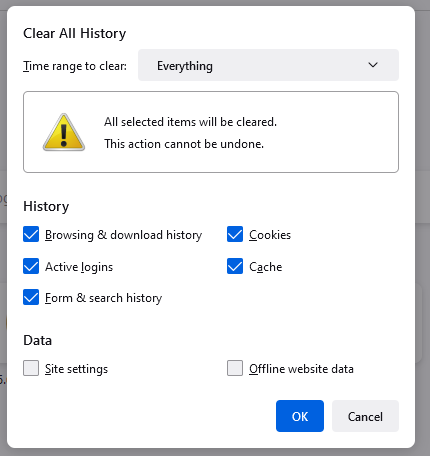 Clear All History
Time range to clear: Everything
All selected items will be cleared.
This action cannot be undone.
History
Browsing & download history Cookies
Active logins Cache
Form & search history
Data
Site settings Offline website data
OK Cancel